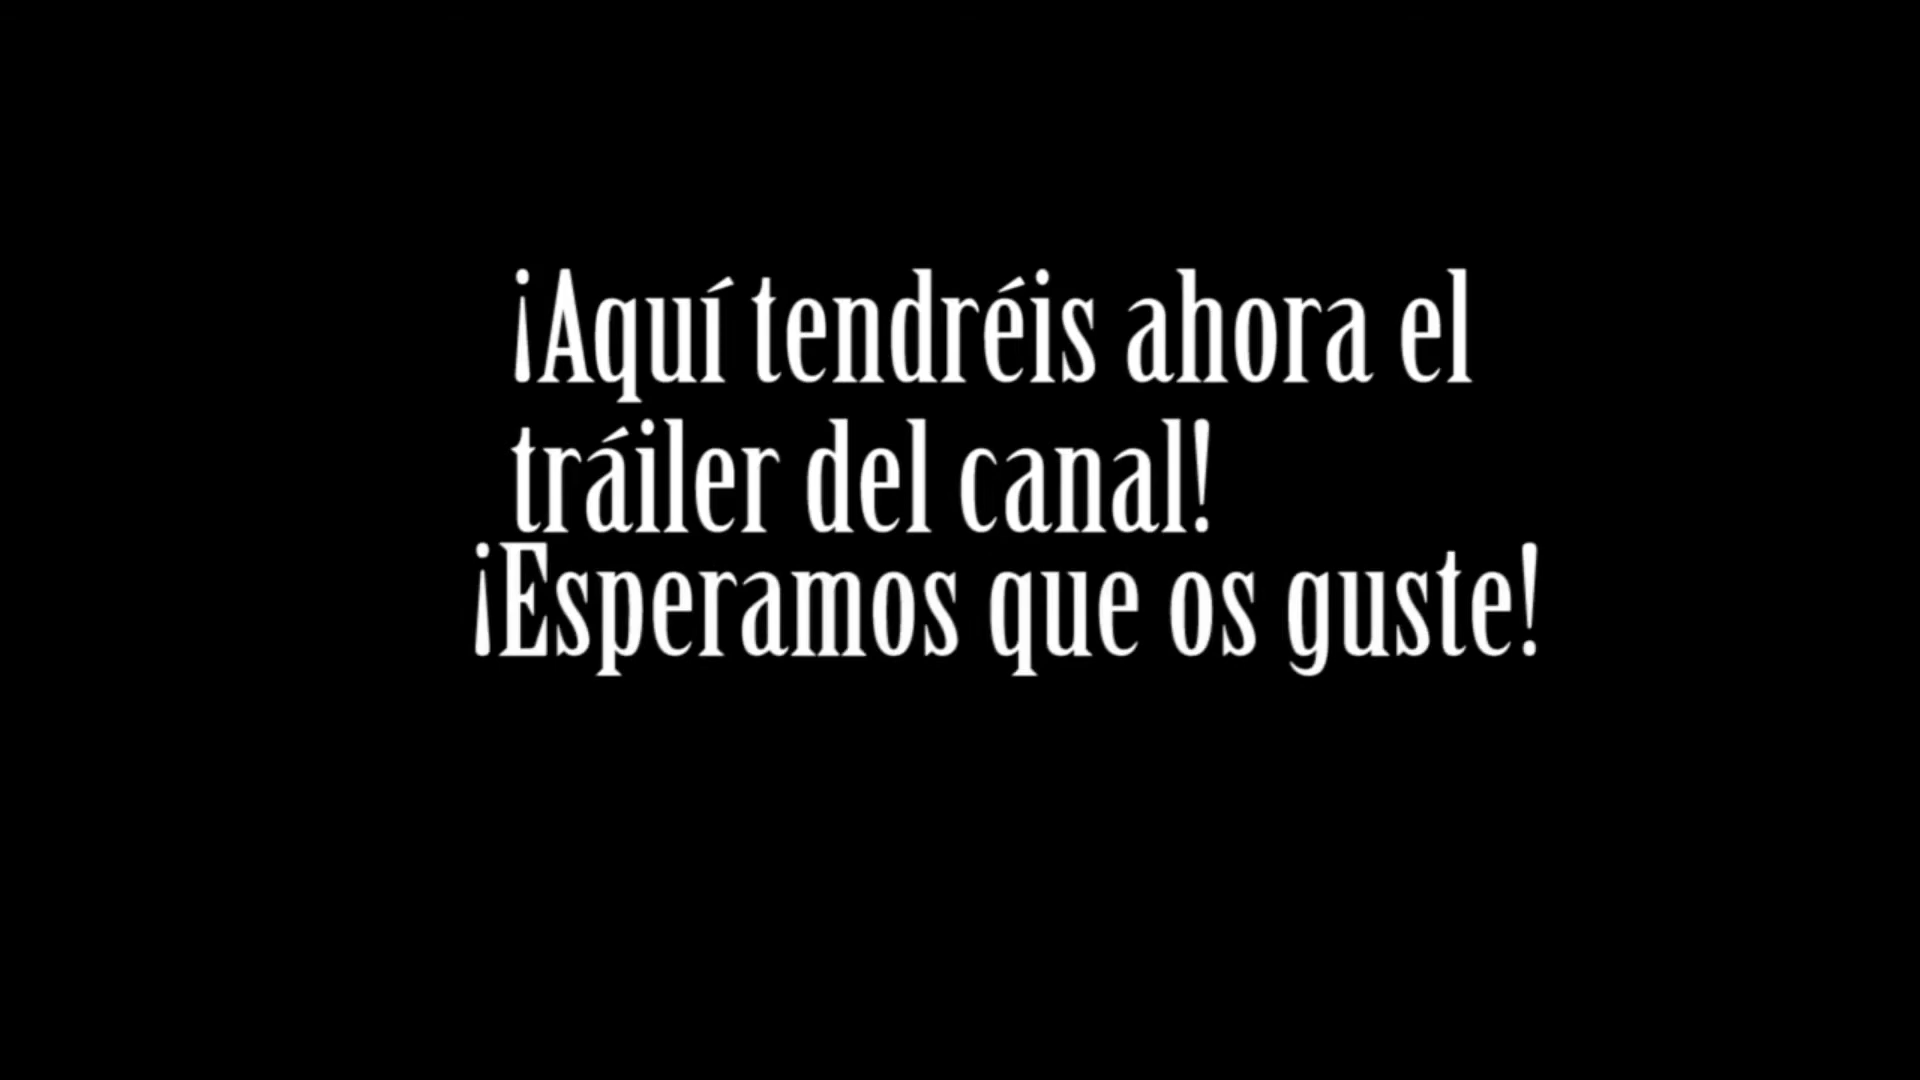 ¡Aquí tendréis ahora el
tráiler del canal!
¡Esperamos que os guste!